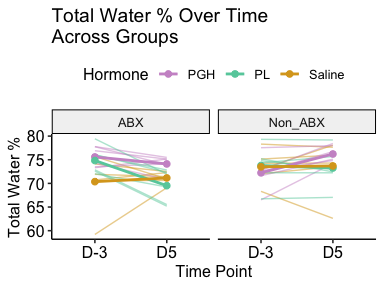 Total Water % Over Time
Across Groups
Hormone PGH PL Saline
ABX Non_ABX
Total Water %
80
75
70
65
60
D-3 D5 D-3 D5
Time Point